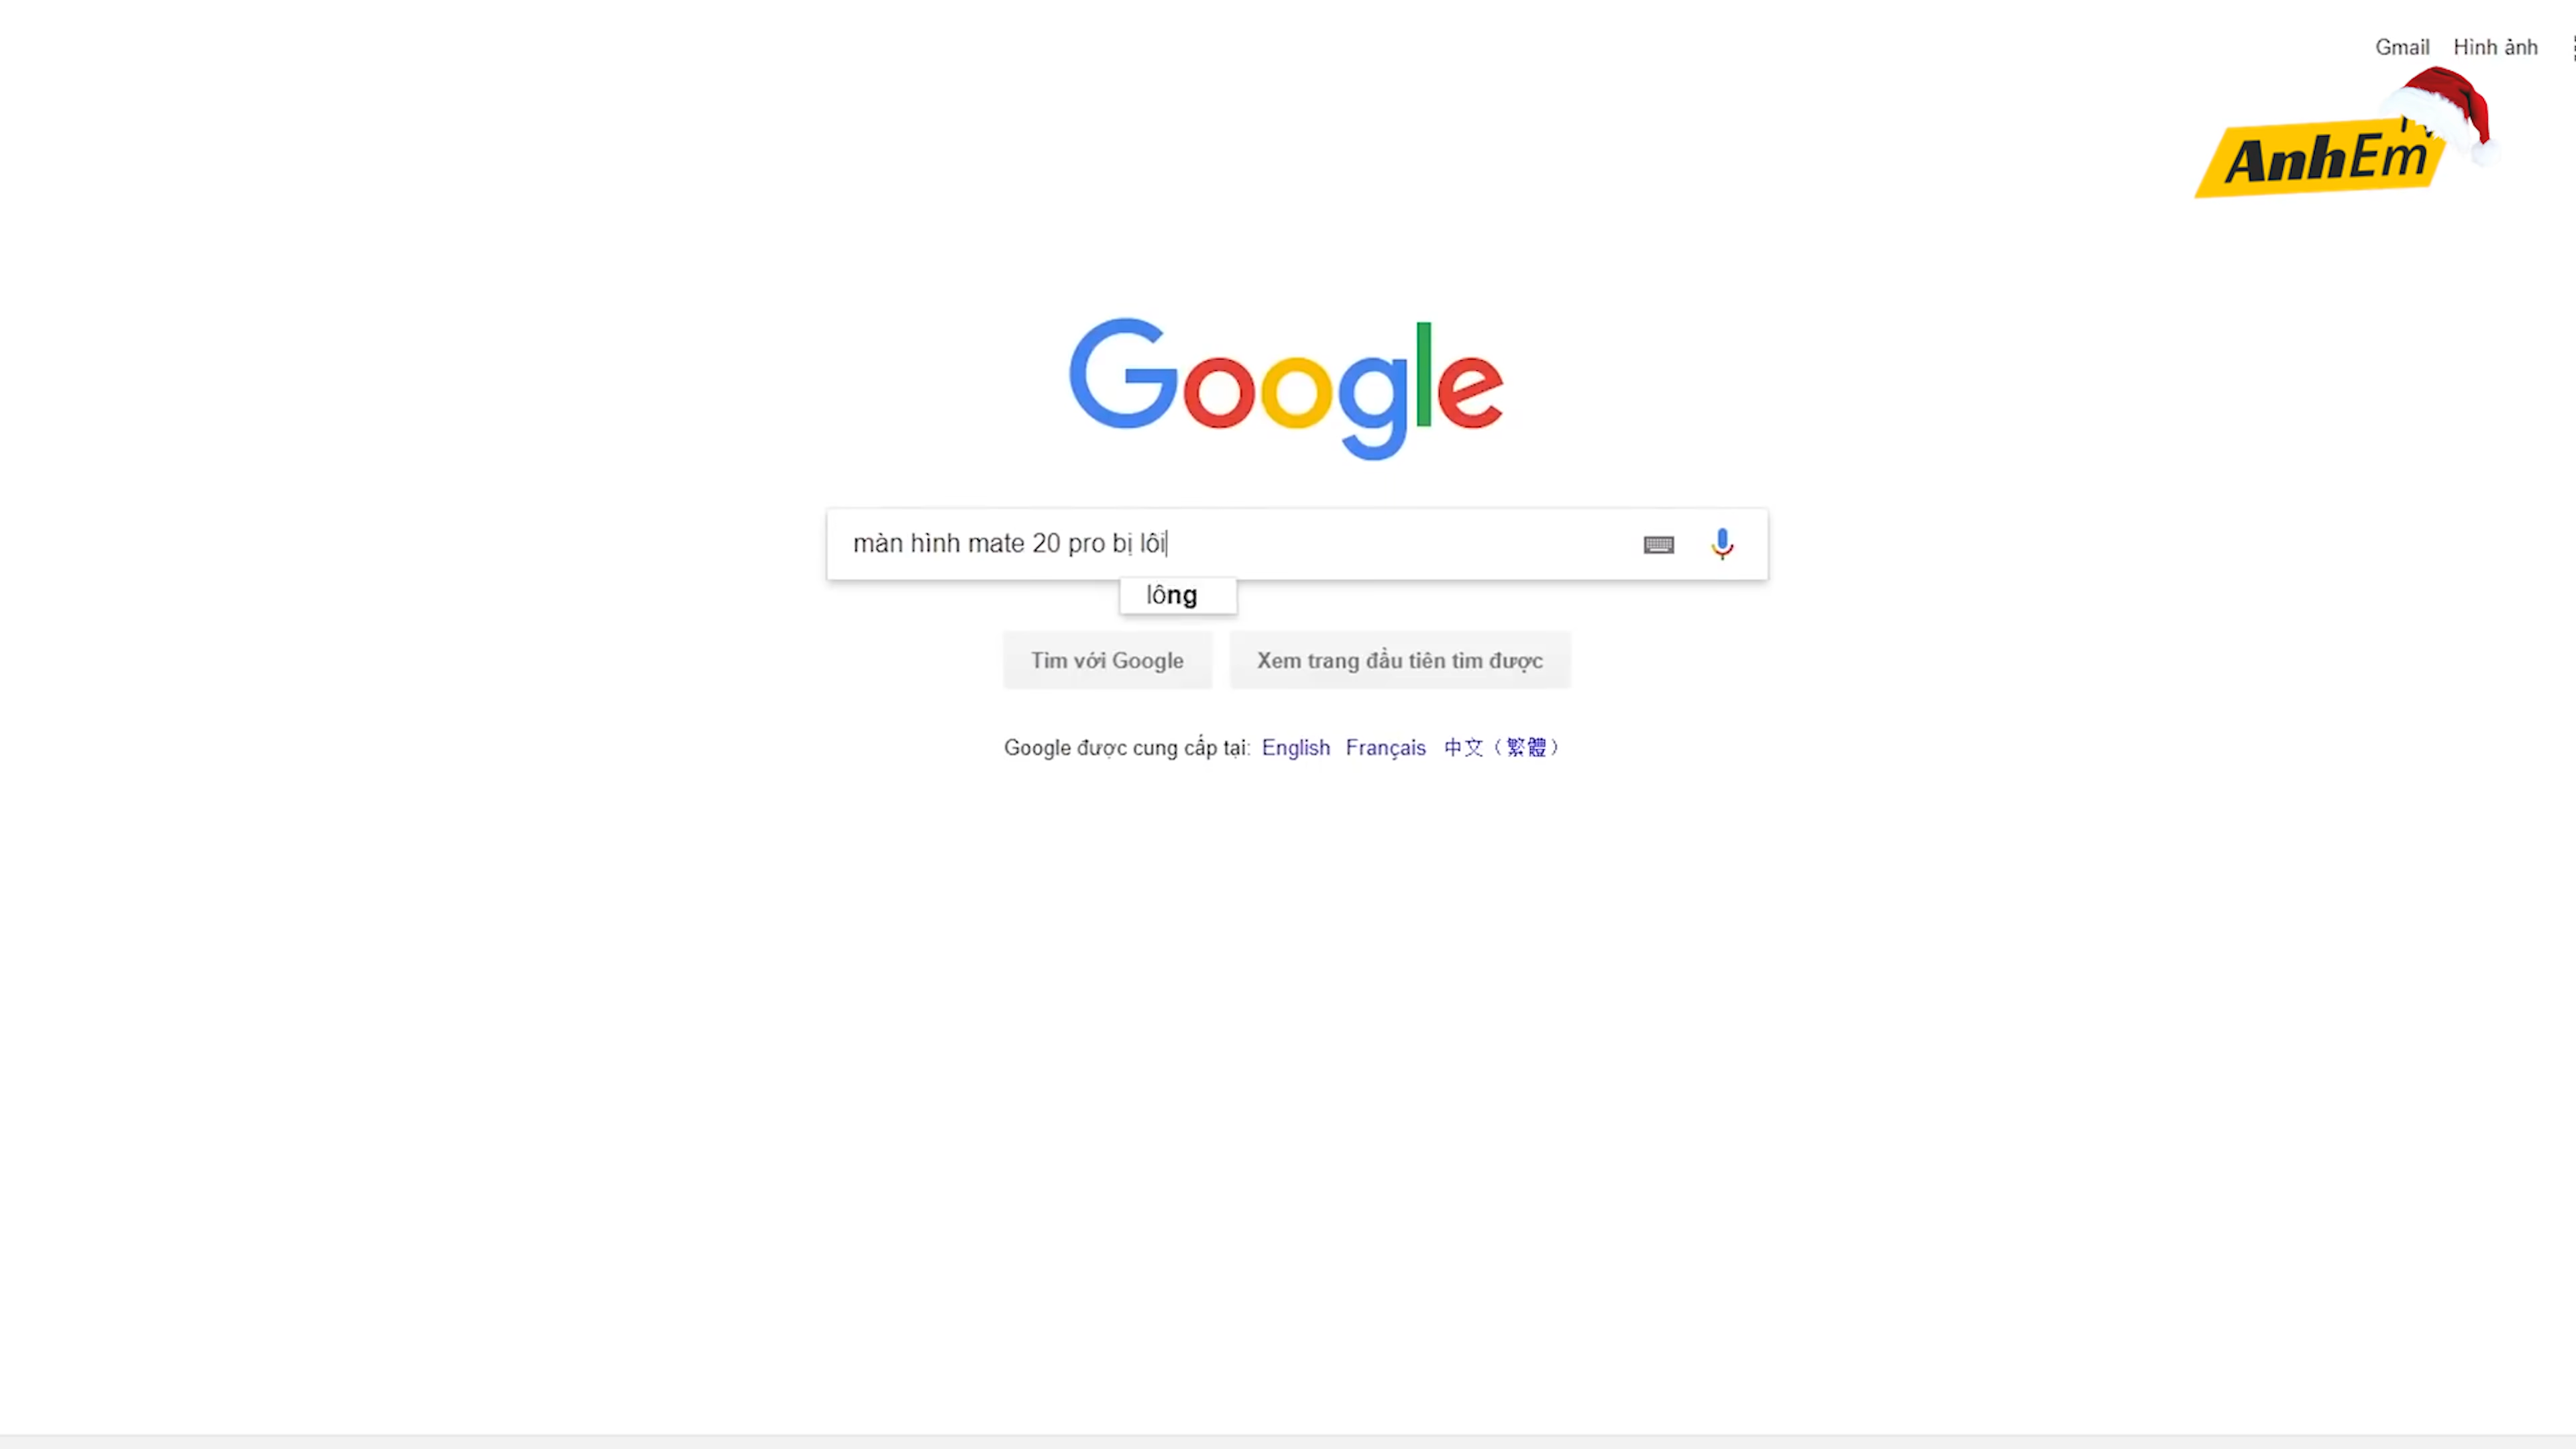 Gmail Hình ảnh
AnhEm
Google
màn hình mate 20 pro bị lôi
lông
Tìm với Google
Xem trang đầu tiên tìm được
Google được cung cấp tại: English Français 中文（繁體）